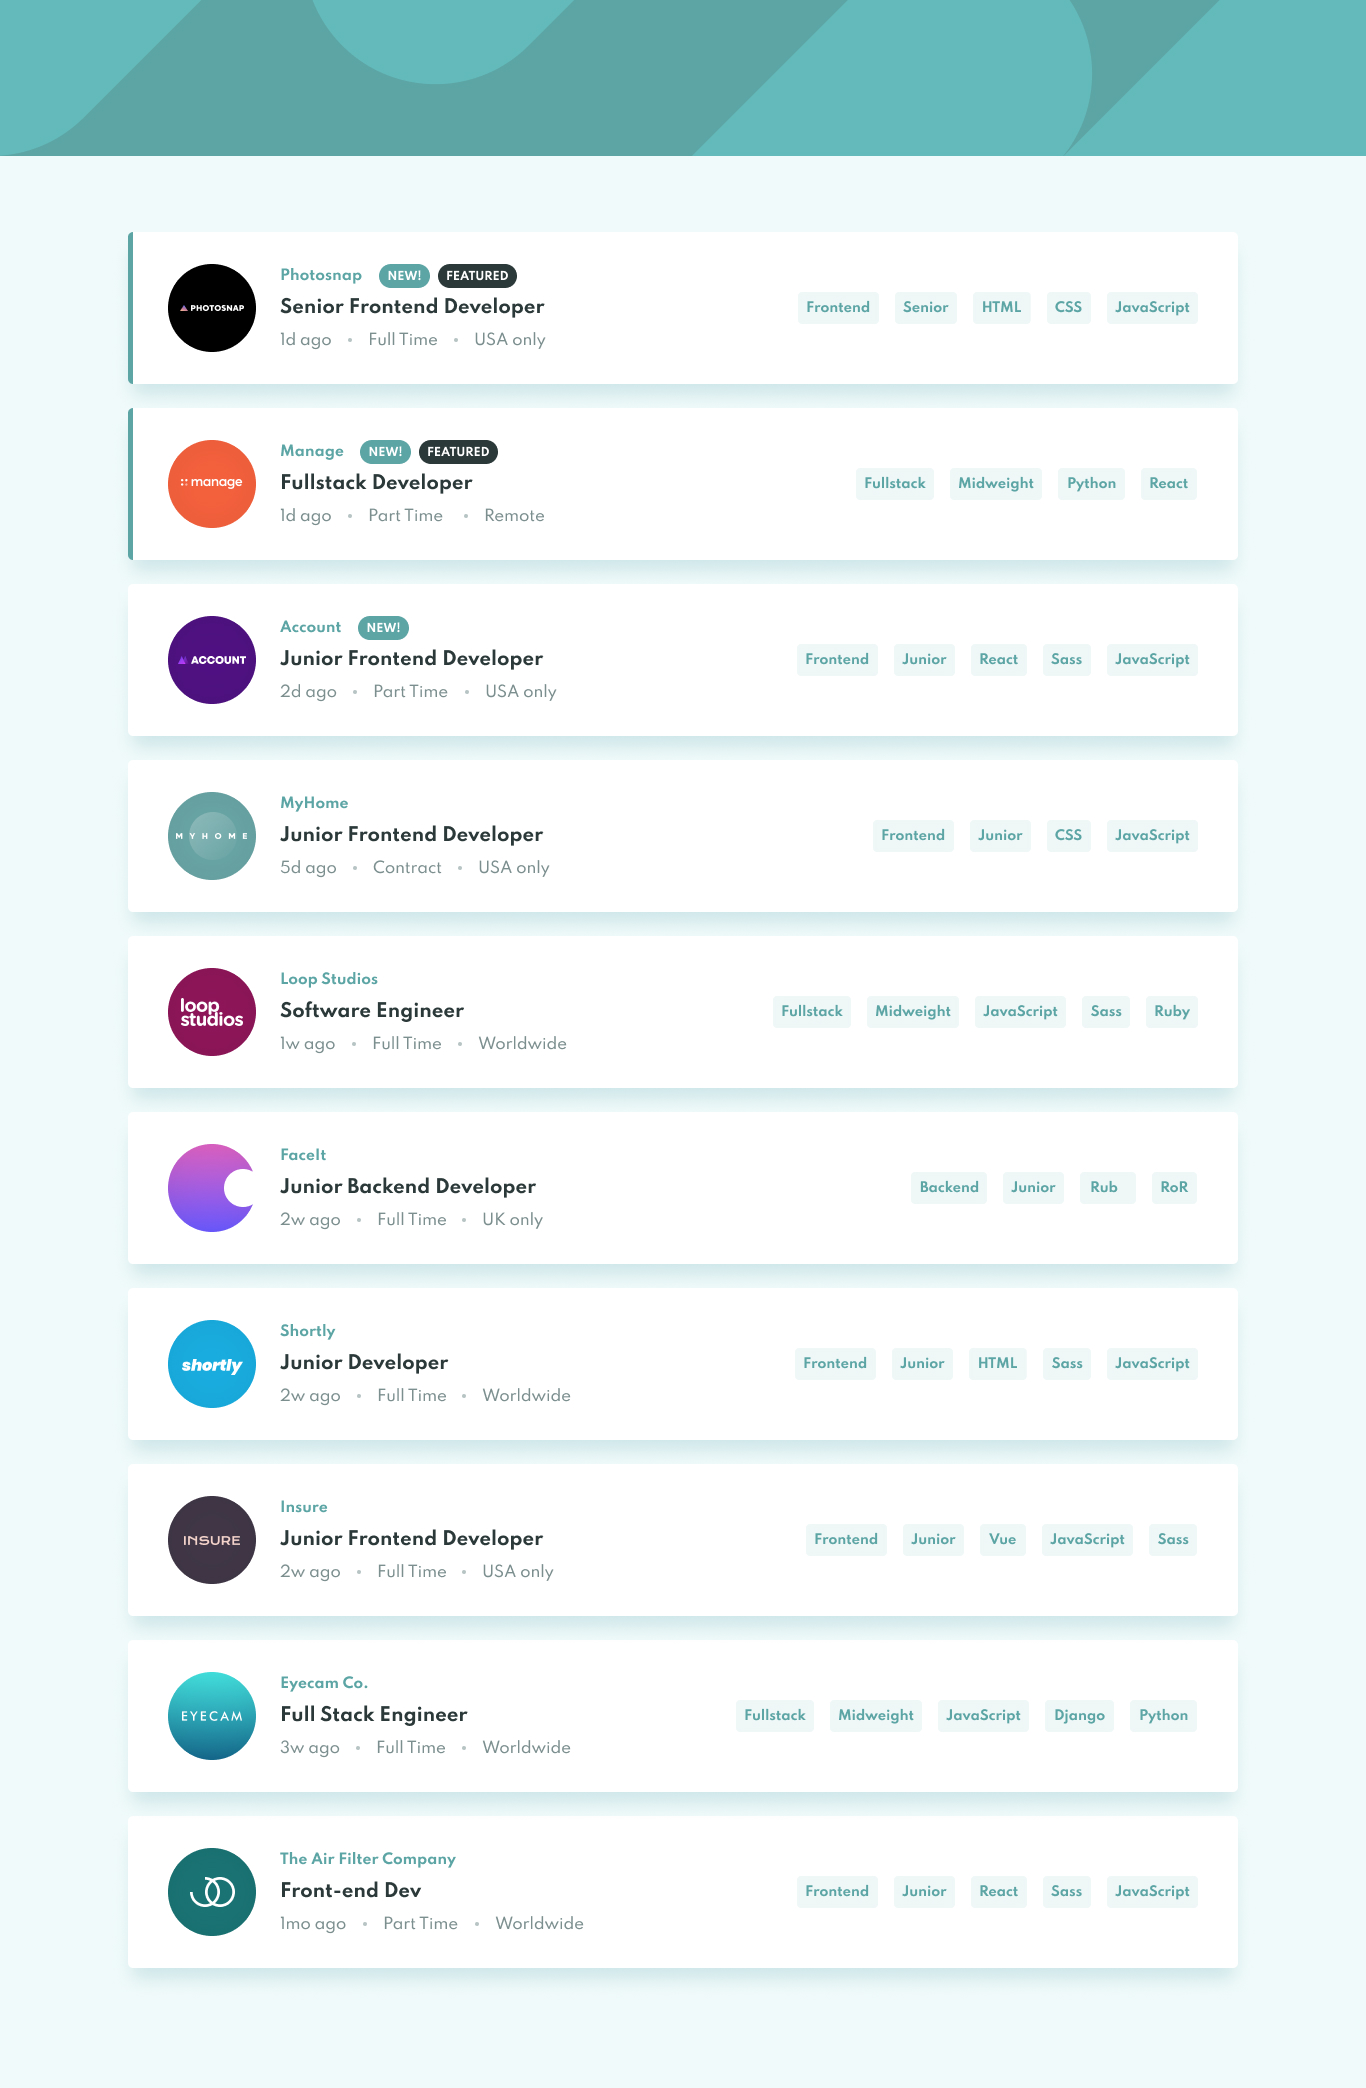 PHOTOSNAP
Photosnap NEW! FEATURED
Senior Frontend Developer
1d ago • Full Time • USA only
Frontend Senior HTML CSS JavaScript
manage
Manage NEW! FEATURED
Fullstack Developer
1d ago • Part Time • Remote
Fullstack Midweight Python React
ACCOUNT
Account NEW!
Junior Frontend Developer
2d ago • Part Time • USA only
Frontend Junior React Sass JavaScript
MYHOME
MyHome
Junior Frontend Developer
5d ago • Contract • USA only
Frontend Junior CSS JavaScript
loop
studios
Loop Studios
Software Engineer
1w ago • Full Time • Worldwide
Fullstack Midweight JavaScript Sass Ruby
FaceIt
Junior Backend Developer
2w ago • Full Time • UK only
Backend Junior Rub RoR
shortly
Shortly
Junior Developer
2w ago • Full Time • Worldwide
Frontend Junior HTML Sass JavaScript
INSURE
Insure
Junior Frontend Developer
2w ago • Full Time • USA only
Frontend Junior Vue JavaScript Sass
EYECAM
Eyecam Co.
Full Stack Engineer
3w ago • Full Time • Worldwide
Fullstack Midweight JavaScript Django Python
The Air Filter Company
Front-end Dev
1mo ago • Part Time • Worldwide
Frontend Junior React Sass JavaScript